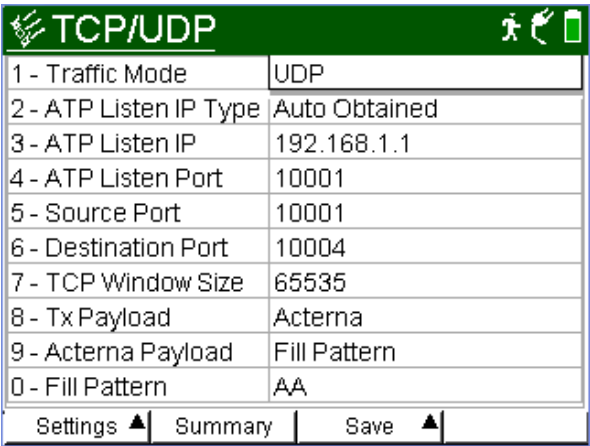 TCP/UDP
1 - Traffic Mode UDP
2 - ATP Listen IP Type Auto Obtained
3 - ATP Listen IP 192.168.1.1
4 - ATP Listen Port 10001
5 - Source Port 10001
6 - Destination Port 10004
7 - TCP Window Size 65535
8 - Tx Payload Acterna
9 - Acterna Payload Fill Pattern
0 - Fill Pattern AA
Settings Summary Save